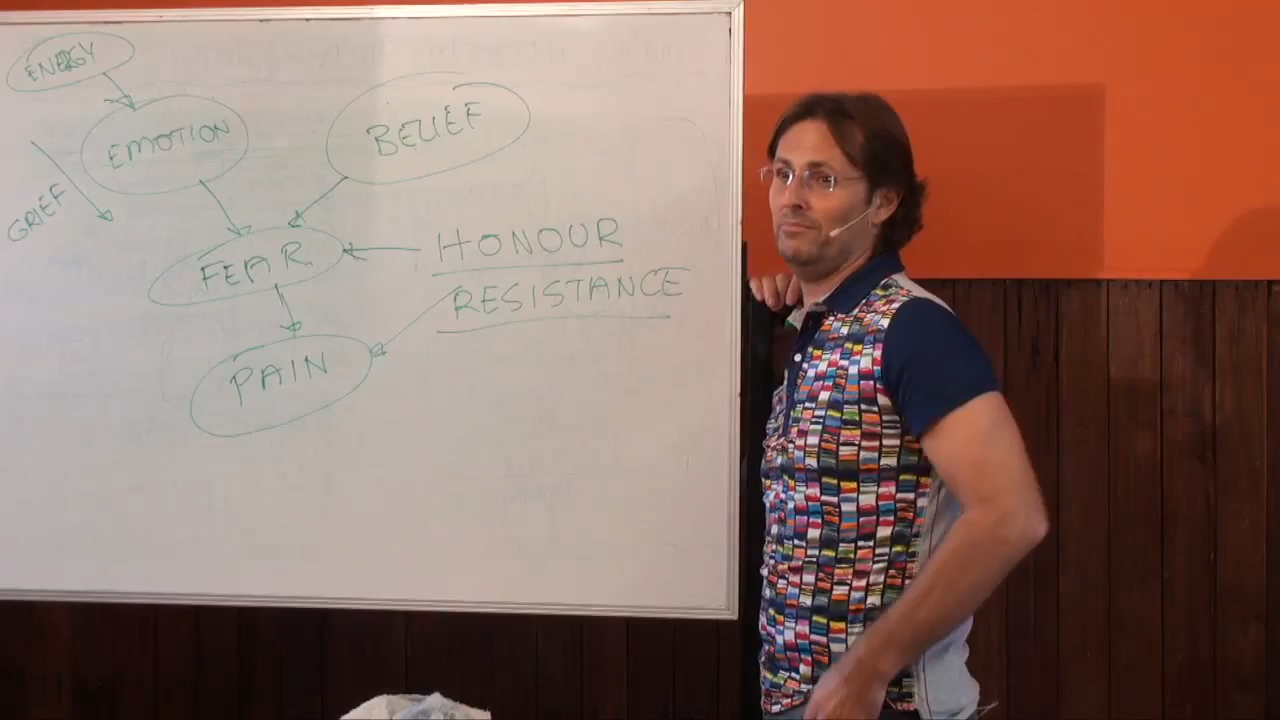 ENERGY
EMOTION
BELIEF
GRIEF
FEAR
HONOUR
RESISTANCE
PAIN